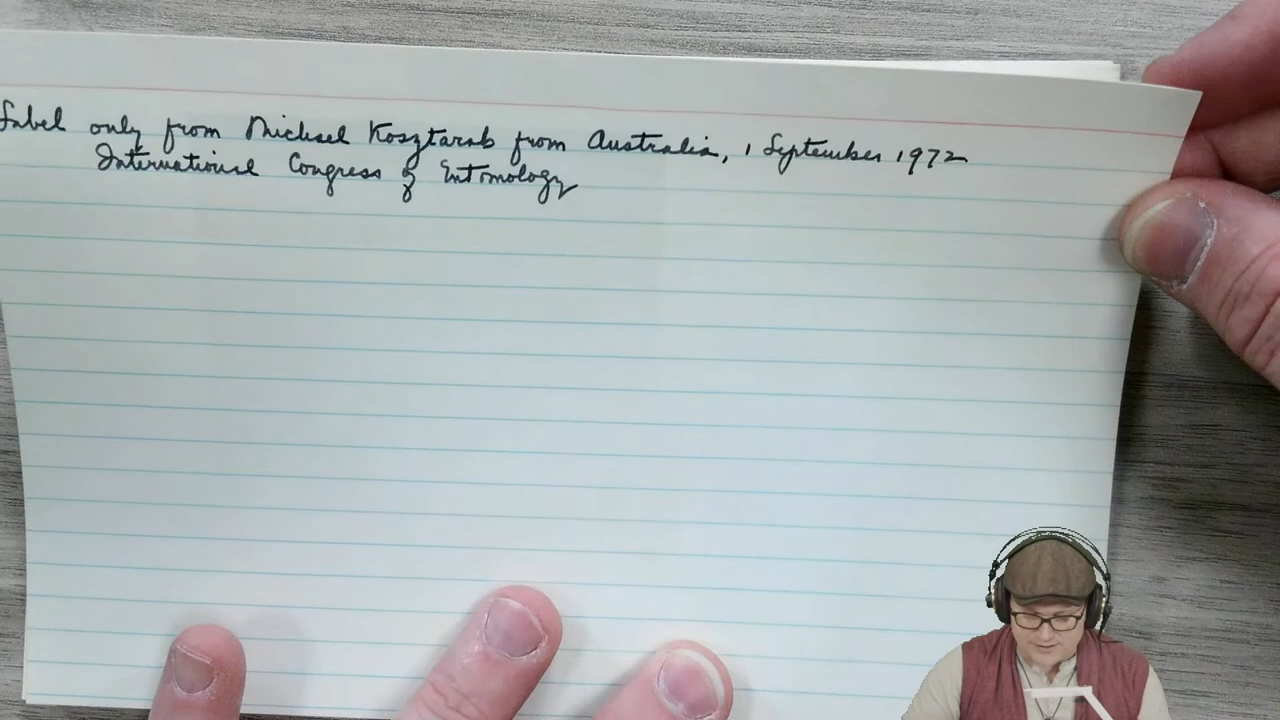 Label only from Michael Kosztarab from Australia, 1 September 1972
International Congress of Entomology